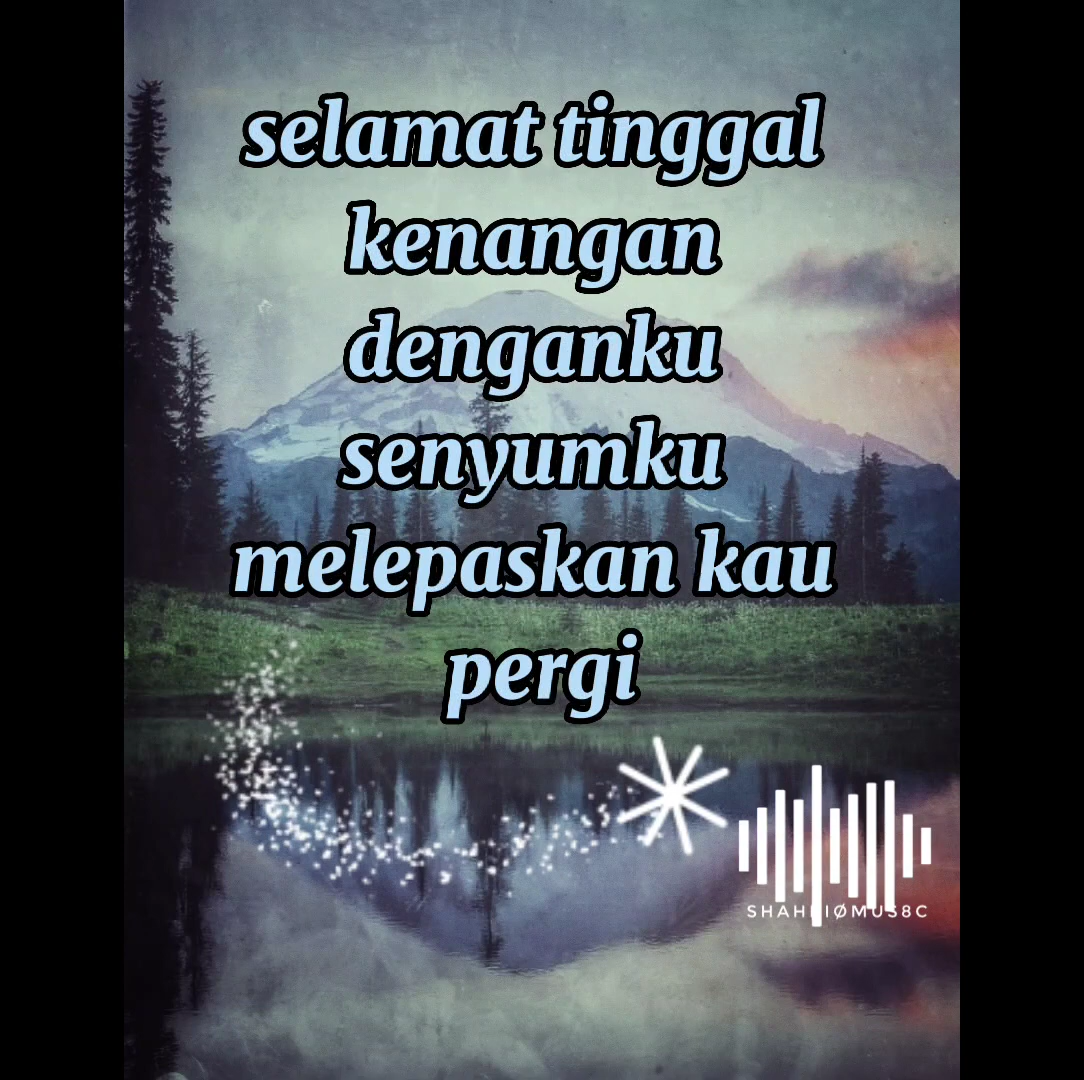 selamat tinggal
kenangan
denganku
senyumku
melepaskan kau
pergi